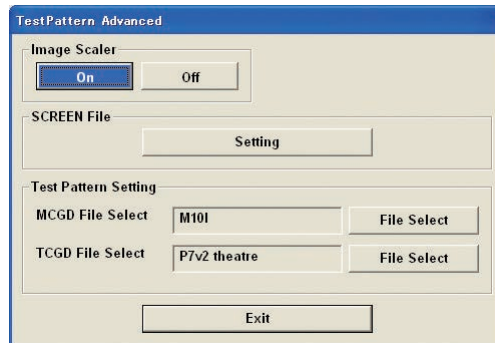 TestPattern Advanced
Image Scaler
On Off
SCREEN File
Setting
Test Pattern Setting
MCGD File Select M10I File Select
TCGD File Select P7v2 theatre File Select
Exit